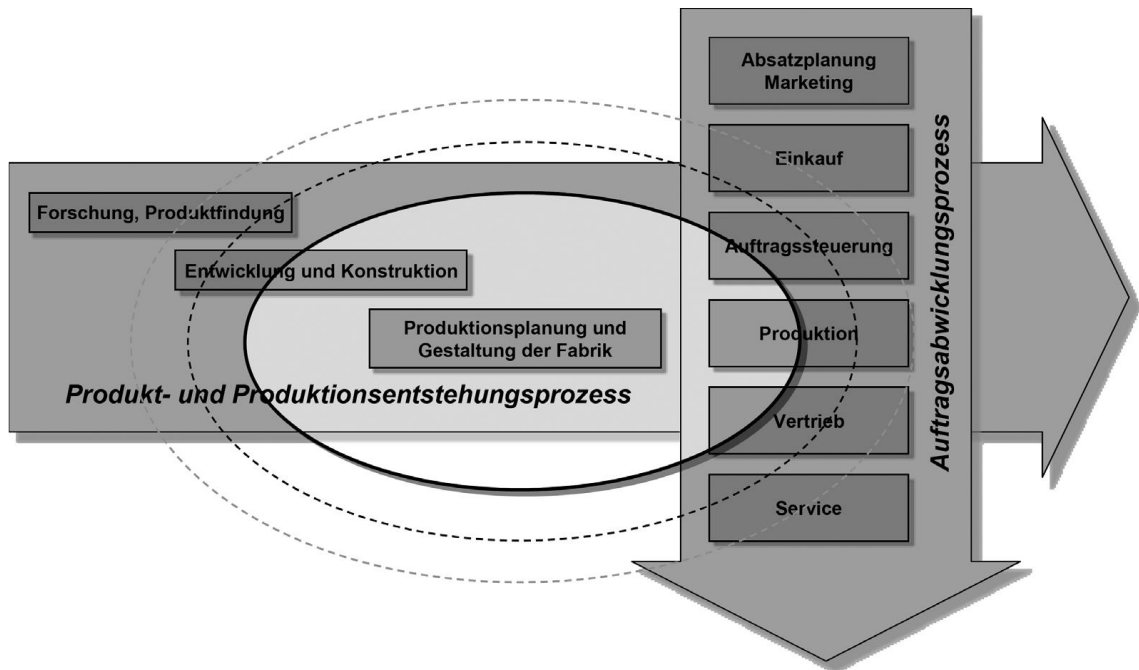 Absatzplanung
Marketing
Einkauf
Forschung, Produktfindung
Auftragssteuerung
Entwicklung und Konstruktion
Produktionsplanung und
Gestaltung der Fabrik
Produktion
Produkt- und Produktionsentstehungsprozess
Vertrieb
Service
Auftragsabwicklungsprozess